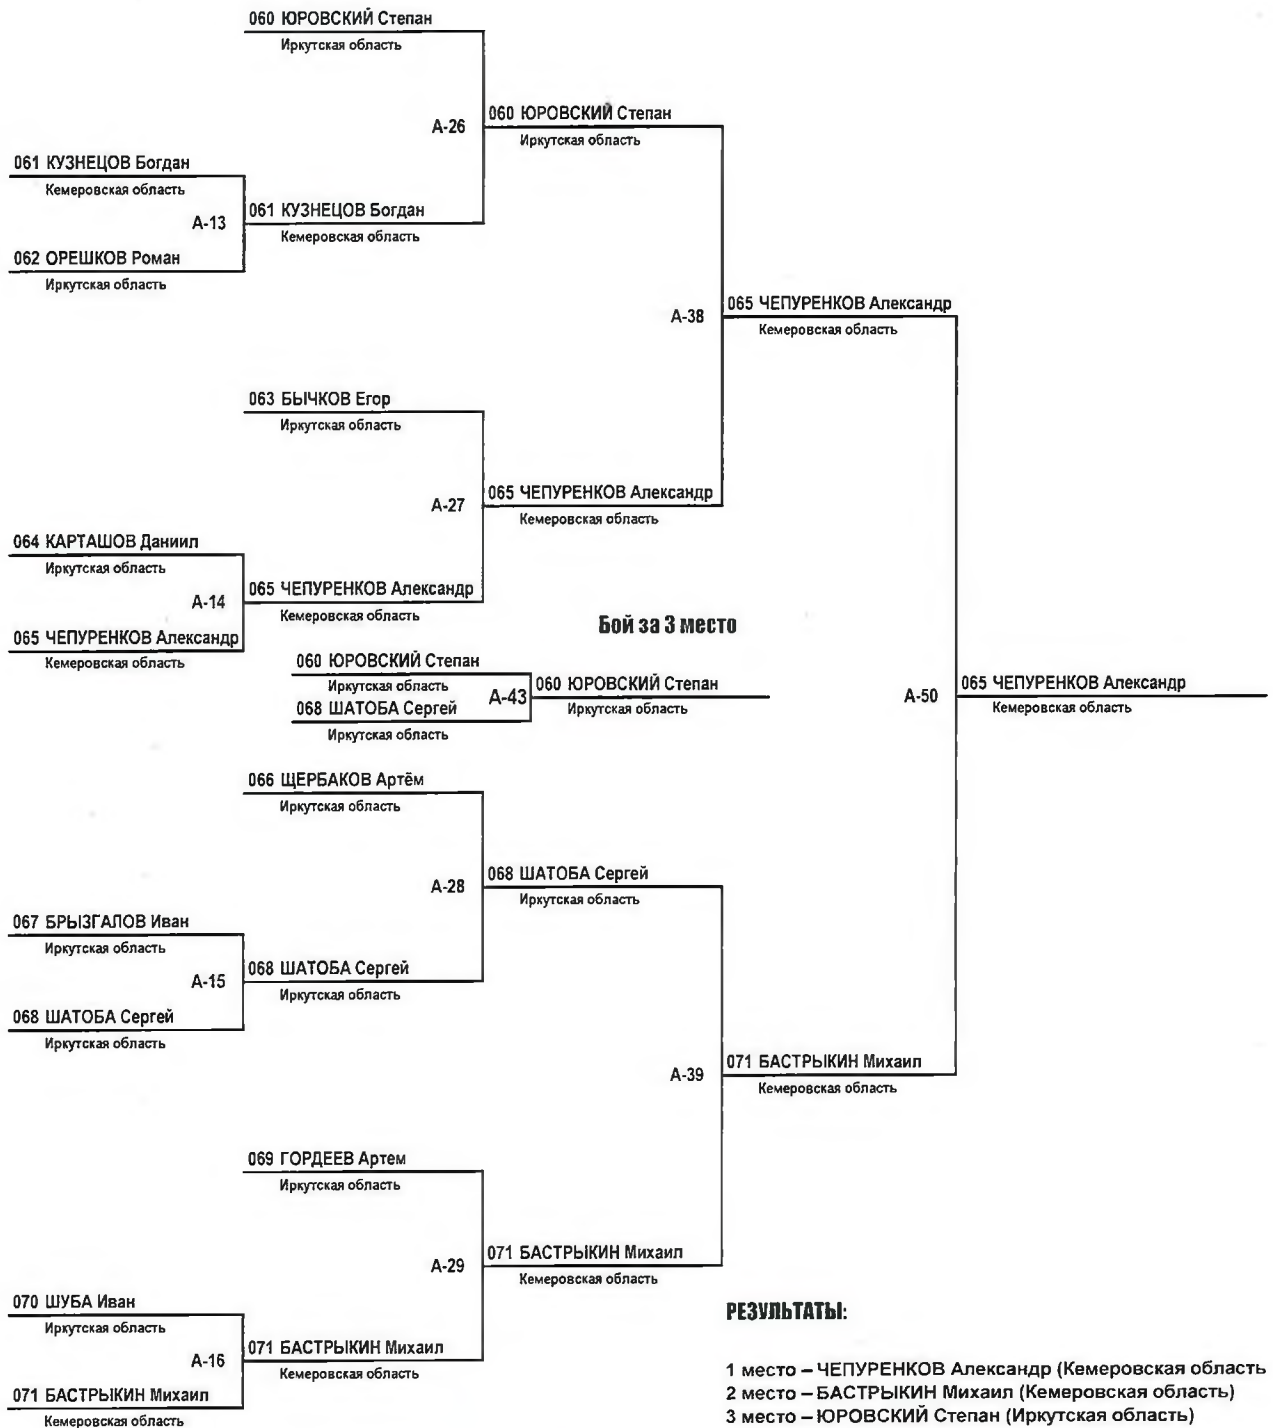 060 ЮРОВСКИЙ Степан
Иркутская область
А-26
060 ЮРОВСКИЙ Степан
Иркутская область
061 КУЗНЕЦОВ Богдан
Кемеровская область
А-13
061 КУЗНЕЦОВ Богдан
Кемеровская область
062 ОРЕШКОВ Роман
Иркутская область
А-38
065 ЧЕПУРЕНКОВ Александр
Кемеровская область
063 БЫЧКОВ Егор
Иркутская область
А-27
065 ЧЕПУРЕНКОВ Александр
Кемеровская область
064 КАРТАШОВ Даниил
Иркутская область
А-14
065 ЧЕПУРЕНКОВ Александр
Кемеровская область
065 ЧЕПУРЕНКОВ Александр
Кемеровская область
Бой за 3 место
060 ЮРОВСКИЙ Степан
Иркутская область
А-43
060 ЮРОВСКИЙ Степан
Иркутская область
068 ШАТОБА Сергей
Иркутская область
А-50
065 ЧЕПУРЕНКОВ Александр
Кемеровская область
066 ЩЕРБАКОВ Артём
Иркутская область
А-28
068 ШАТОБА Сергей
Иркутская область
067 БРЫЗГАЛОВ Иван
Иркутская область
А-15
068 ШАТОБА Сергей
Иркутская область
068 ШАТОБА Сергей
Иркутская область
А-39
071 БАСТРЫКИН Михаил
Кемеровская область
069 ГОРДЕЕВ Артем
Иркутская область
А-29
071 БАСТРЫКИН Михаил
Кемеровская область
070 ШУБА Иван
Иркутская область
А-16
071 БАСТРЫКИН Михаил
Кемеровская область
071 БАСТРЫКИН Михаил
Кемеровская область
РЕЗУЛЬТАТЫ:
1 место – ЧЕПУРЕНКОВ Александр (Кемеровская область
2 место – БАСТРЫКИН Михаил (Кемеровская область)
3 место – ЮРОВСКИЙ Степан (Иркутская область)